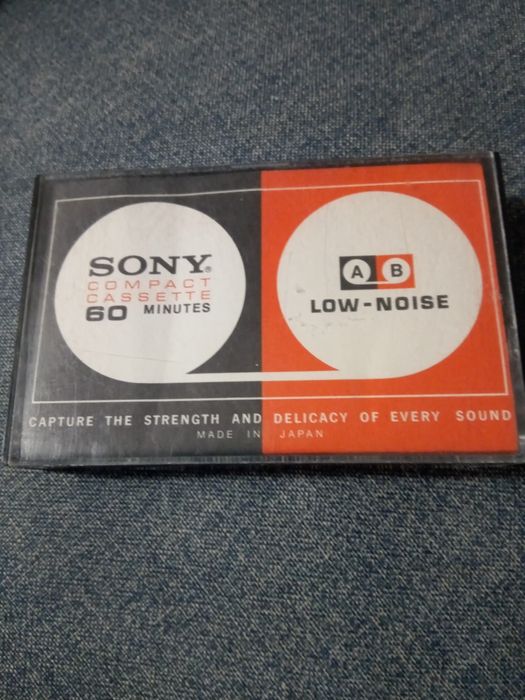 SONY®
COMPACT
CASSETTE
60 MINUTES
A B
LOW-NOISE
CAPTURE THE STRENGTH AND DELICACY OF EVERY SOUND
MADE IN JAPAN